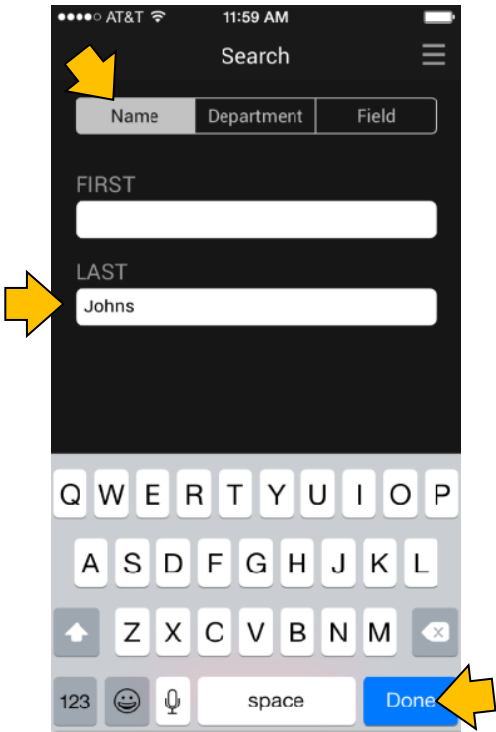 AT&T 11:59 AM
Search
Name Department Field
FIRST
LAST
Johns
Q W E R T Y U I O P
A S D F G H J K L
Z X C V B N M
123 space Done